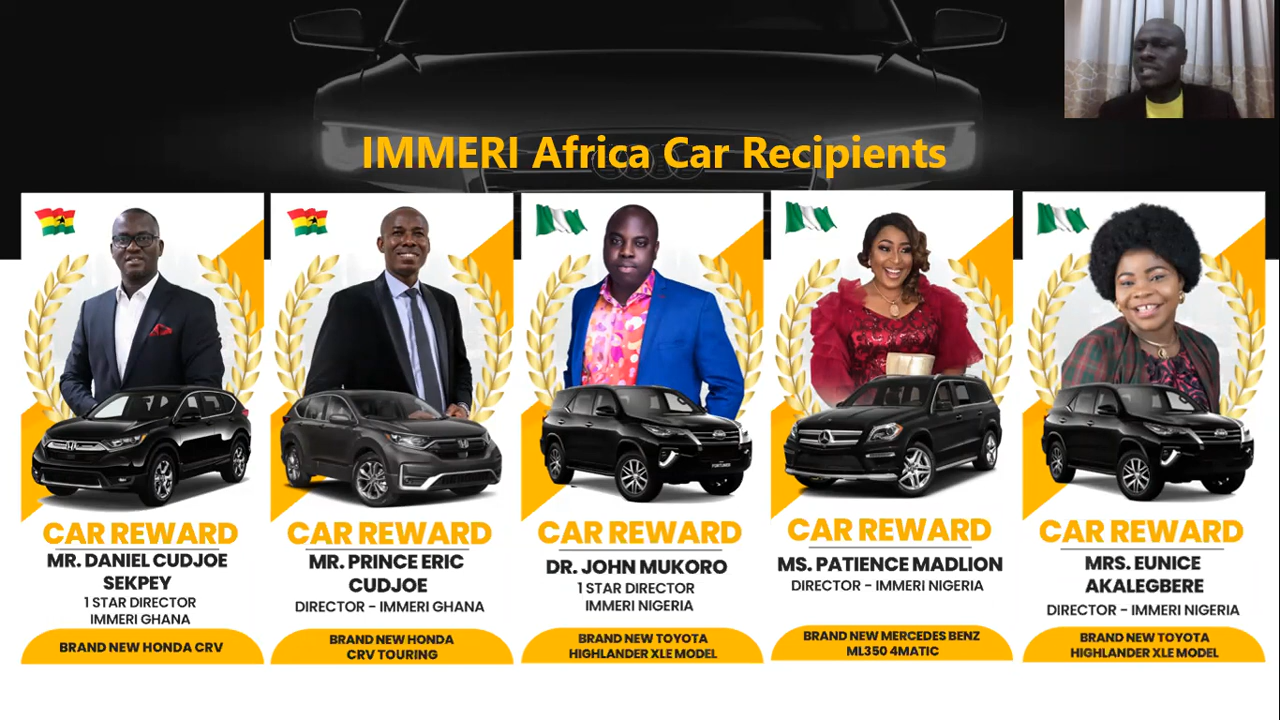 IMMERI Africa Car Recipients
CAR REWARD
MR. DANIEL CUDJOE
SEKPEY
1 STAR DIRECTOR
IMMERI GHANA
BRAND NEW HONDA CRV
CAR REWARD
MR. PRINCE ERIC
CUDJOE
DIRECTOR - IMMERI GHANA
BRAND NEW HONDA
CRV TOURING
FORTUNER
CAR REWARD
DR. JOHN MUKORO
1 STAR DIRECTOR
IMMERI NIGERIA
BRAND NEW TOYOTA
HIGHLANDER XLE MODEL
CAR REWARD
MS. PATIENCE MADLION
DIRECTOR - IMMERI NIGERIA
BRAND NEW MERCEDES BENZ
ML350 4MATIC
CAR REWARD
MRS. EUNICE
AKALEGBERE
DIRECTOR - IMMERI NIGERIA
BRAND NEW TOYOTA
HIGHLANDER XLE MODEL